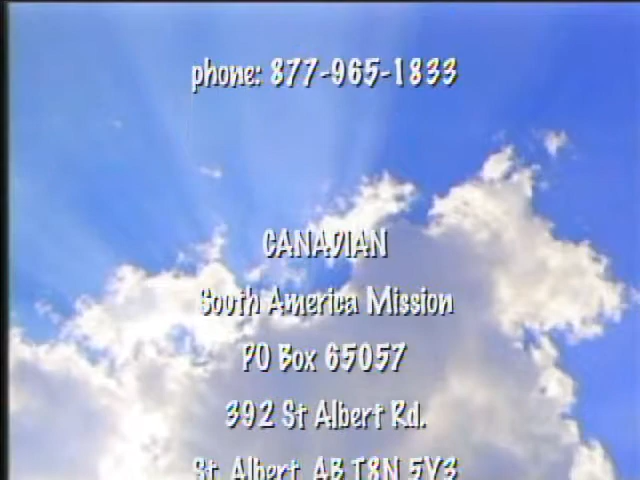 phone: 877-965-1833
CANADIAN
South America Mission
PO Box 65057
392 St Albert Rd.
St. Albert, AB T8N 5Y3